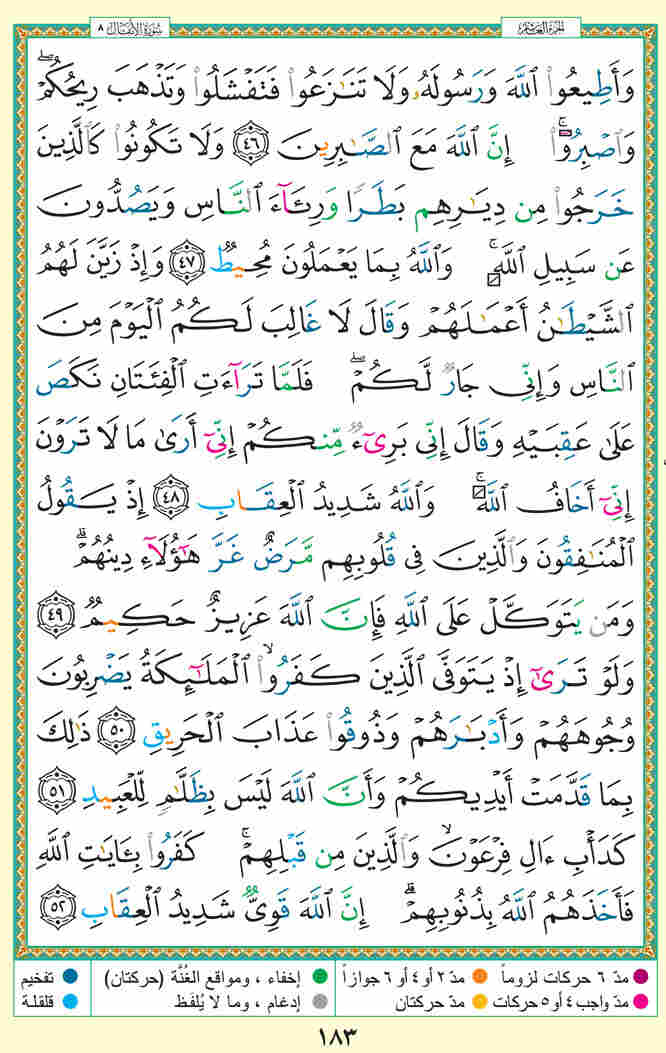 الجزء العاشر
سورة الأنفال ٨
وَأَطِيعُوا۟ ٱللَّهَ وَرَسُولَهُۥ وَلَا تَنَـٰزَعُوا۟ فَتَفْشَلُوا۟ وَتَذْهَبَ رِيحُكُمْ ۖ
وَٱصْبِرُوٓا۟ ۚ إِنَّ ٱللَّهَ مَعَ ٱلصَّـٰبِرِينَ ٤٦ وَلَا تَكُونُوا۟ كَٱلَّذِينَ
خَرَجُوا۟ مِن دِيَـٰرِهِم بَطَرًا وَرِئَآءَ ٱلنَّاسِ وَيَصُدُّونَ
عَن سَبِيلِ ٱللَّهِ ۚ وَٱللَّهُ بِمَا يَعْمَلُونَ مُحِيطٌ ٤٧ وَإِذْ زَيَّنَ لَهُمُ
ٱلشَّيْطَـٰنُ أَعْمَـٰلَهُمْ وَقَالَ لَا غَالِبَ لَكُمُ ٱلْيَوْمَ مِنَ
ٱلنَّاسِ وَإِنِّى جَارٌ لَّكُمْ ۖ فَلَمَّا تَرَآءَتِ ٱلْفِئَتَانِ نَكَصَ
عَلَىٰ عَقِبَيْهِ وَقَالَ إِنِّى بَرِىٓءٌ مِّنكُمْ إِنِّىٓ أَرَىٰ مَا لَا تَرَوْنَ
إِنِّىٓ أَخَافُ ٱللَّهَ ۚ وَٱللَّهُ شَدِيدُ ٱلْعِقَابِ ٤٨ إِذْ يَقُولُ
ٱلْمُنَـٰفِقُونَ وَٱلَّذِينَ فِى قُلُوبِهِم مَّرَضٌ غَرَّ هَـٰٓؤُلَآءِ دِينُهُمْ ۗ
وَمَن يَتَوَكَّلْ عَلَى ٱللَّهِ فَإِنَّ ٱللَّهَ عَزِيزٌ حَكِيمٌ ٤٩
وَلَوْ تَرَىٰٓ إِذْ يَتَوَفَّى ٱلَّذِينَ كَفَرُوا۟ ۙ ٱلْمَلَـٰٓئِكَةُ يَضْرِبُونَ
وُجُوهَهُمْ وَأَدْبَـٰرَهُمْ وَذُوقُوا۟ عَذَابَ ٱلْحَرِيقِ ٥٠ ذَٰلِكَ
بِمَا قَدَّمَتْ أَيْدِيكُمْ وَأَنَّ ٱللَّهَ لَيْسَ بِظَلَّـٰمٍ لِّلْعَبِيدِ ٥١
كَدَأْبِ ءَالِ فِرْعَوْنَ ۙ وَٱلَّذِينَ مِن قَبْلِهِمْ ۚ كَفَرُوا۟ بِـَٔايَـٰتِ ٱللَّهِ
فَأَخَذَهُمُ ٱللَّهُ بِذُنُوبِهِمْ ۗ إِنَّ ٱللَّهَ قَوِىٌّ شَدِيدُ ٱلْعِقَابِ ٥٢
مدّ ٦ حركات لزوماً مدّ ٢ أو ٤ أو ٦ جوازاً إخفاء ، ومواقع الغُنَّة (حركتان) تفخيم
مدّ واجب ٤ أو ٥ حركات مدّ حركتان إدغام ، وما لا يُلفَظ قلقلة
١٨٣